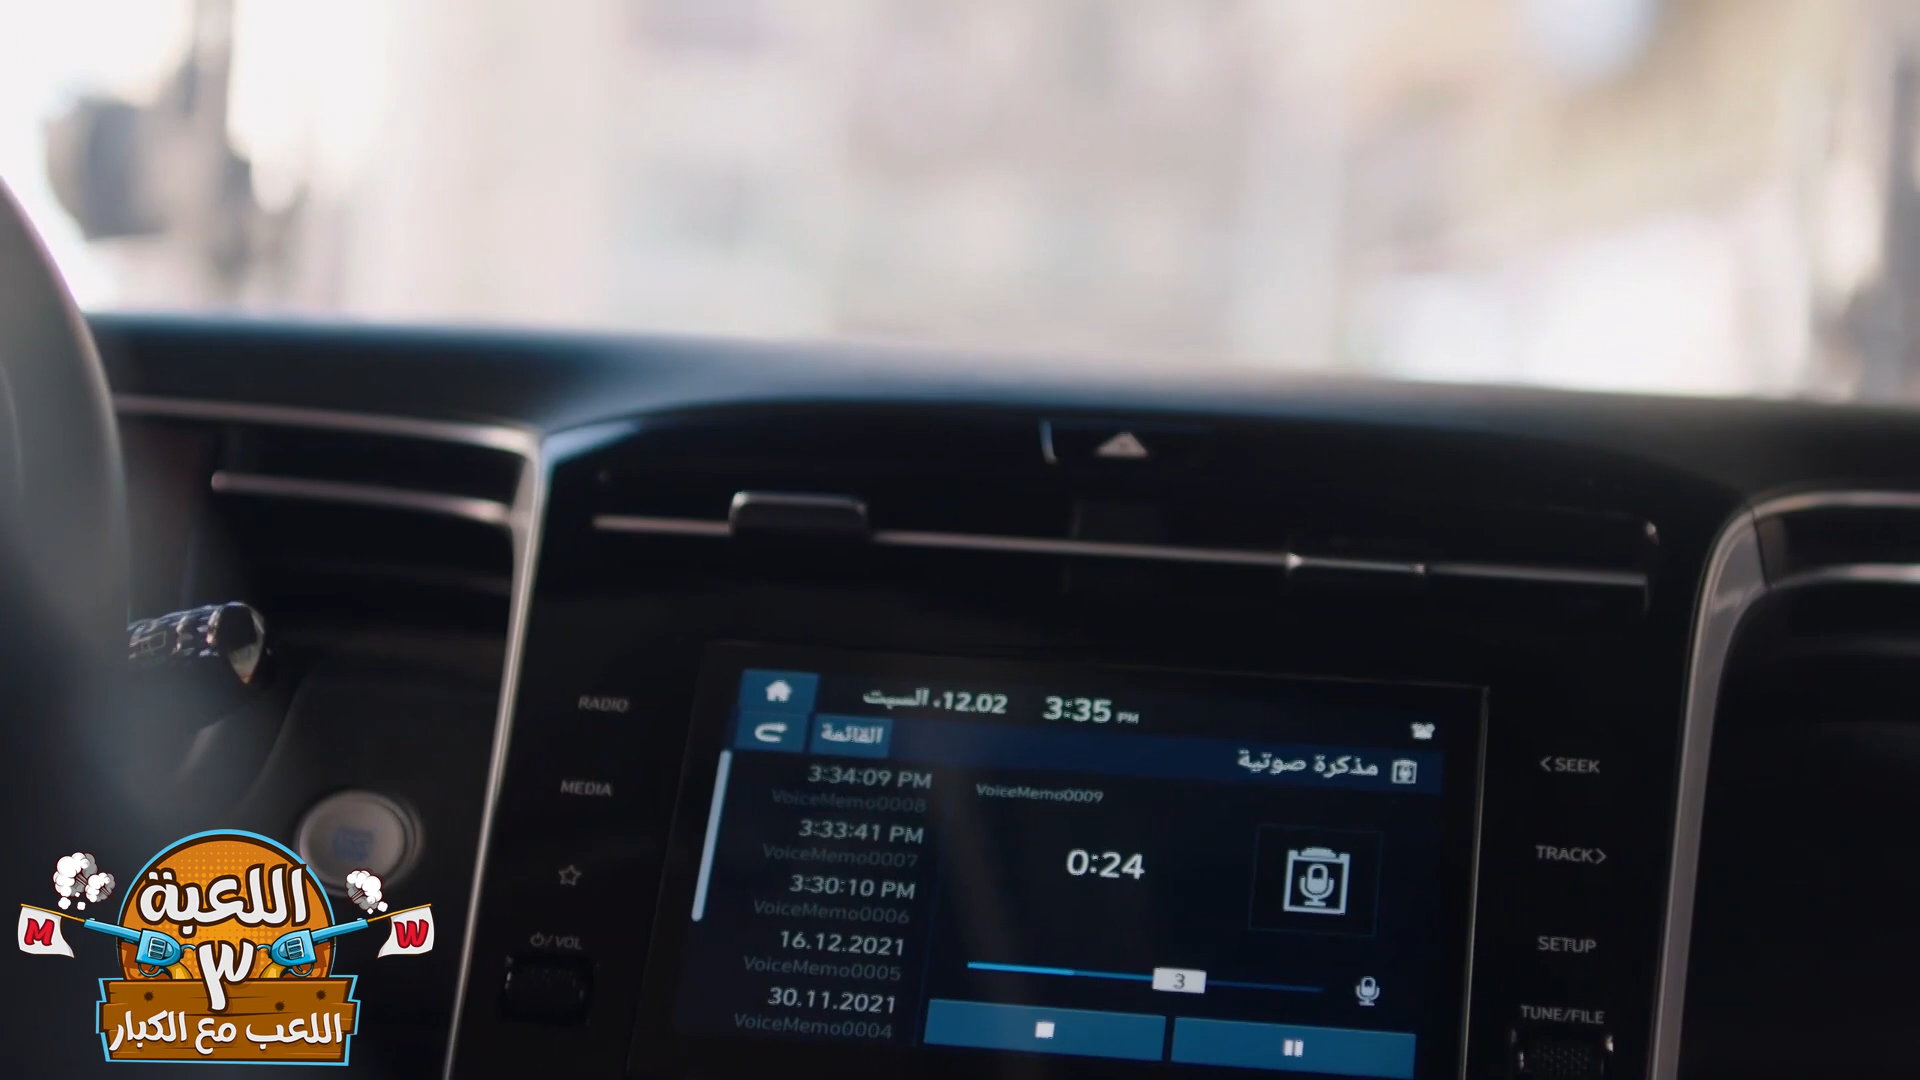 RADIO
MEDIA
⏻/VOL
السبت .12.02
3:35 PM
القائمة
مذكرة صوتية
3:34:09 PM
VoiceMemo0008
3:33:41 PM
VoiceMemo0007
3:30:10 PM
VoiceMemo0006
16.12.2021
VoiceMemo0005
30.11.2021
VoiceMemo0004
VoiceMemo0009
0:24
3
<SEEK
TRACK>
SETUP
TUNE/FILE
M
W
اللعبة
٣
اللعب مع الكبار